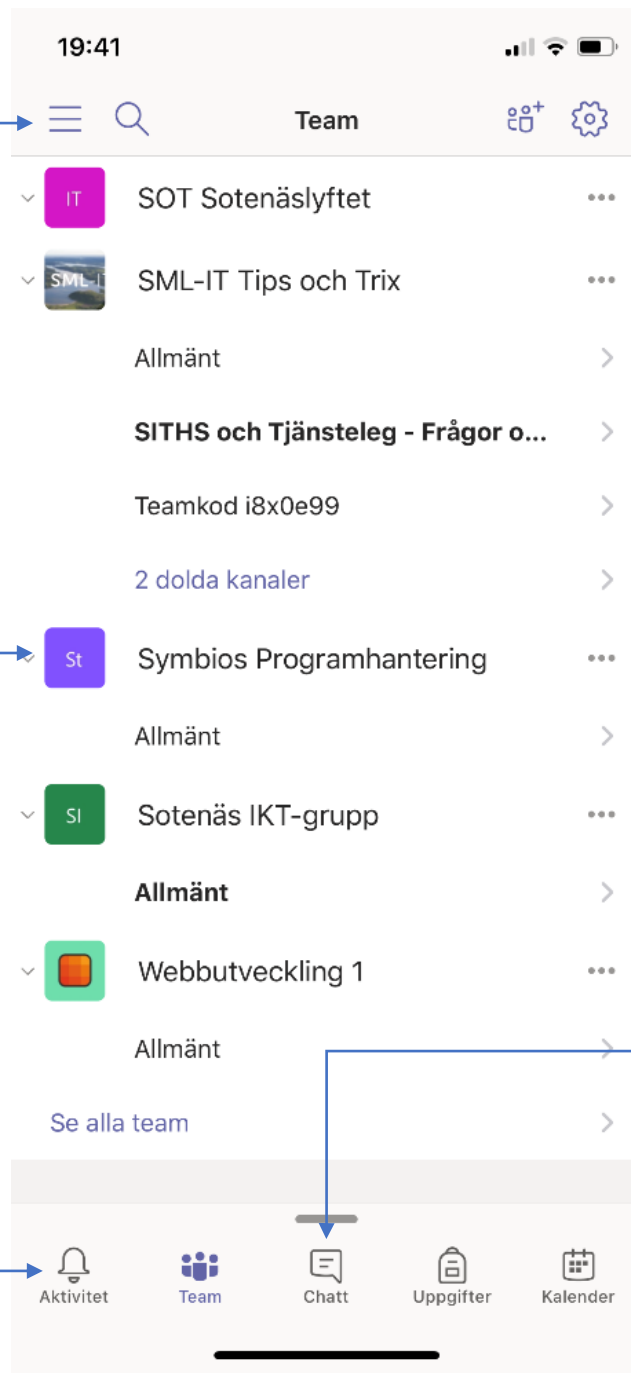 19:41
Team
IT SOT Sotenäslyftet
SML-IT SML-IT Tips och Trix
Allmänt
SITHS och Tjänsteleg - Frågor o...
Teamkod i8x0e99
2 dolda kanaler
St Symbios Programhantering
Allmänt
SI Sotenäs IKT-grupp
Allmänt
Webbutveckling 1
Allmänt
Se alla team
Aktivitet Team Chatt Uppgifter Kalender